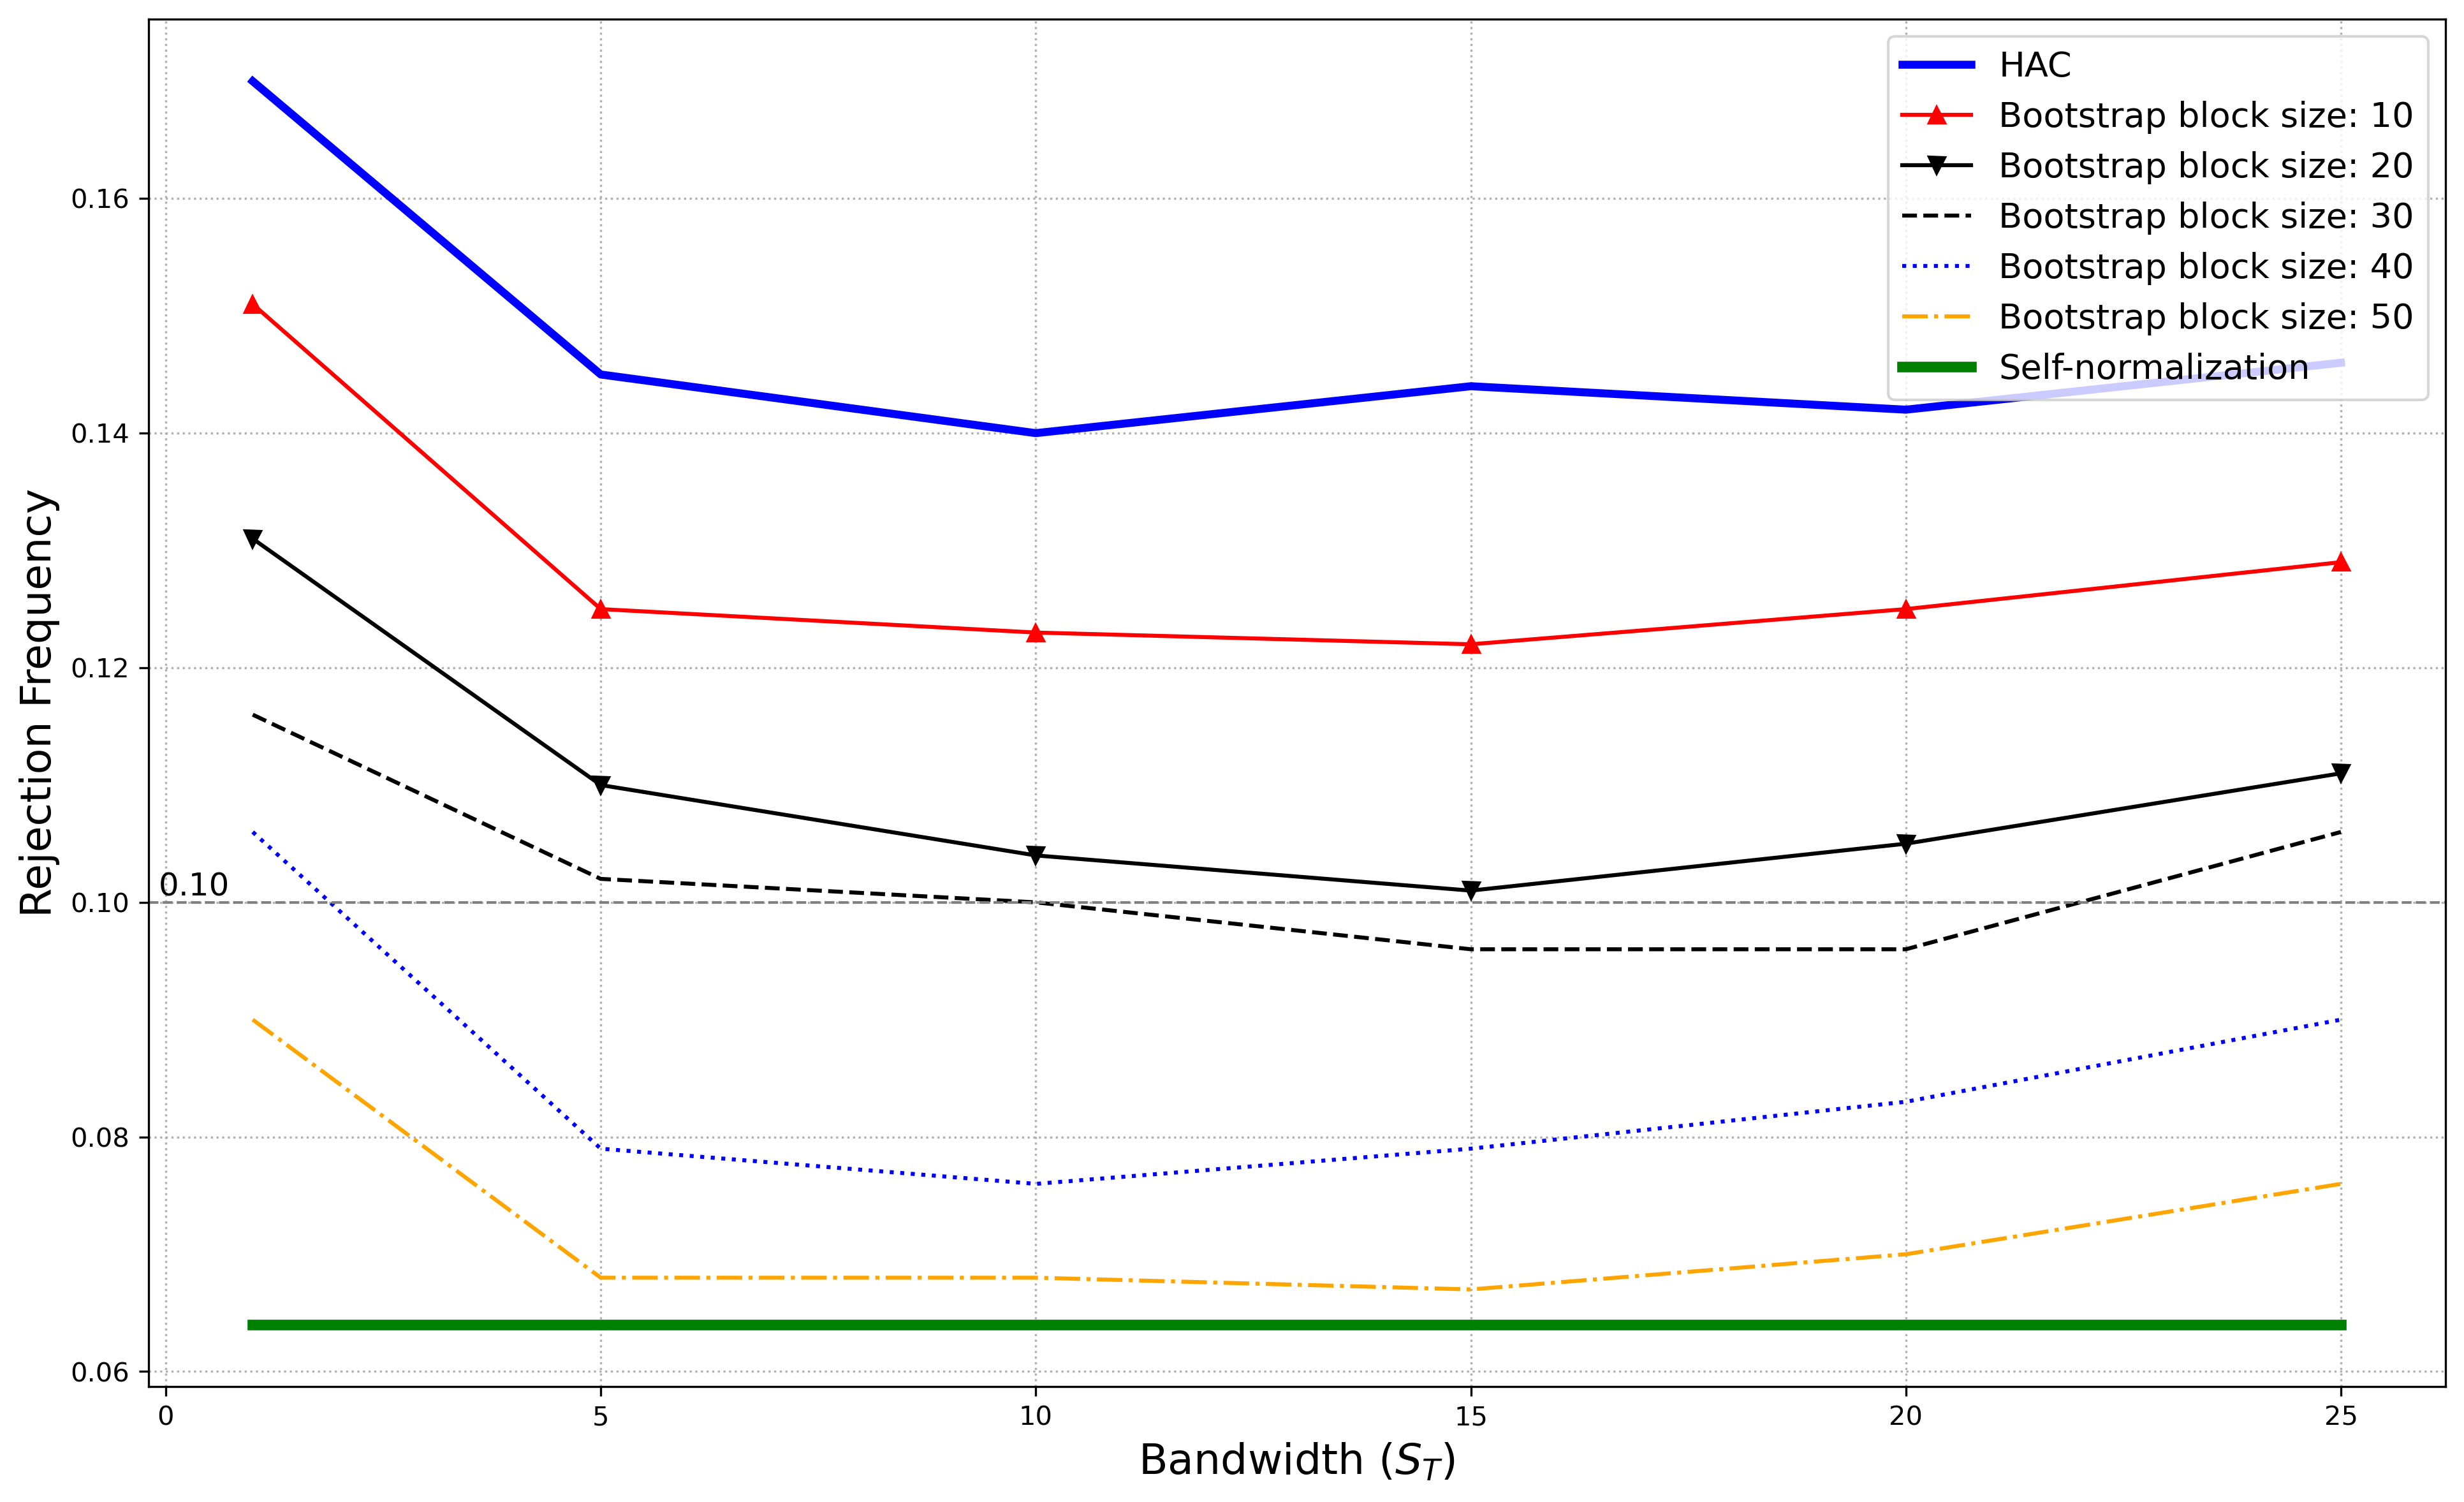 HAC
Bootstrap block size: 10
Bootstrap block size: 20
Bootstrap block size: 30
Bootstrap block size: 40
Bootstrap block size: 50
Self-normalization
Rejection Frequency
0.16
0.14
0.12
0.10
0.10
0.08
0.06
0 5 10 15 20 25
Bandwidth (S_T)